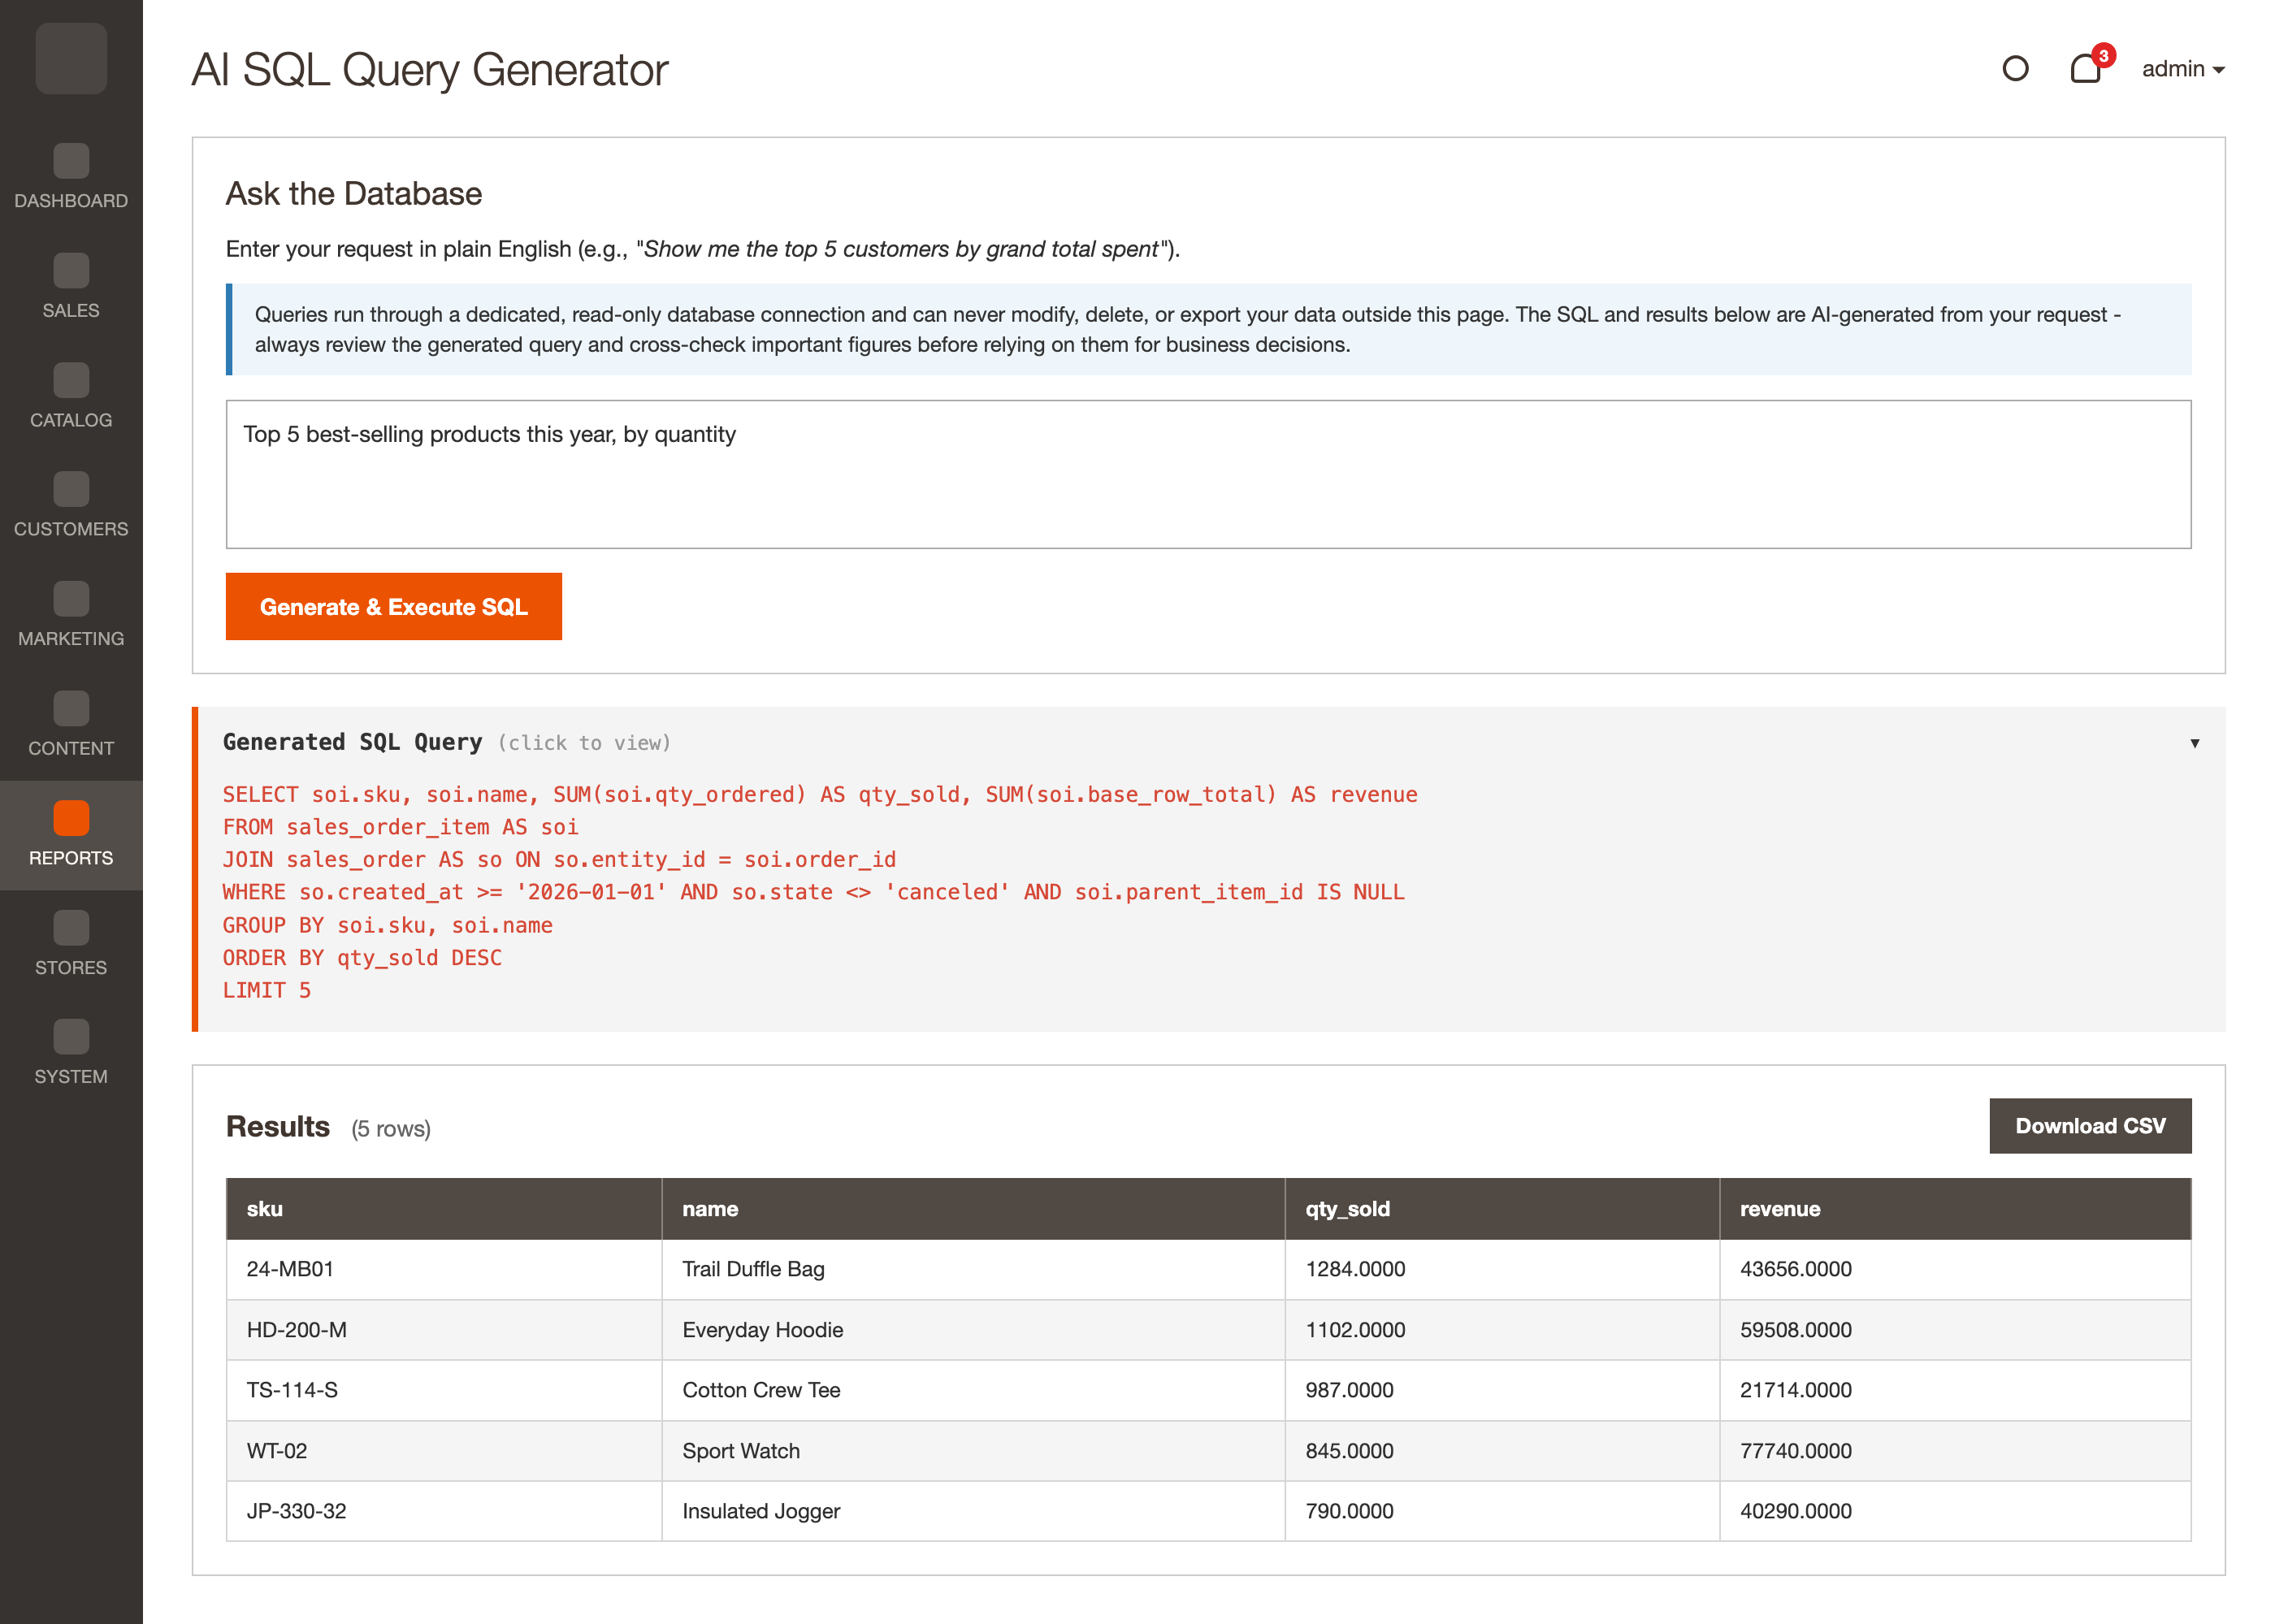 AI SQL Query Generator
3
admin
DASHBOARD
SALES
CATALOG
CUSTOMERS
MARKETING
CONTENT
REPORTS
STORES
SYSTEM
Ask the Database
Enter your request in plain English (e.g., "Show me the top 5 customers by grand total spent").
Queries run through a dedicated, read-only database connection and can never modify, delete, or export your data outside this page. The SQL and results below are AI-generated from your request -
always review the generated query and cross-check important figures before relying on them for business decisions.
Top 5 best-selling products this year, by quantity
Generate & Execute SQL
Generated SQL Query (click to view)
SELECT soi.sku, soi.name, SUM(soi.qty_ordered) AS qty_sold, SUM(soi.base_row_total) AS revenue
FROM sales_order_item AS soi
JOIN sales_order AS so ON so.entity_id = soi.order_id
WHERE so.created_at >= '2026-01-01' AND so.state <> 'canceled' AND soi.parent_item_id IS NULL
GROUP BY soi.sku, soi.name
ORDER BY qty_sold DESC
LIMIT 5
Results (5 rows)
Download CSV
sku name qty_sold revenue
24-MB01 Trail Duffle Bag 1284.0000 43656.0000
HD-200-M Everyday Hoodie 1102.0000 59508.0000
TS-114-S Cotton Crew Tee 987.0000 21714.0000
WT-02 Sport Watch 845.0000 77740.0000
JP-330-32 Insulated Jogger 790.0000 40290.0000